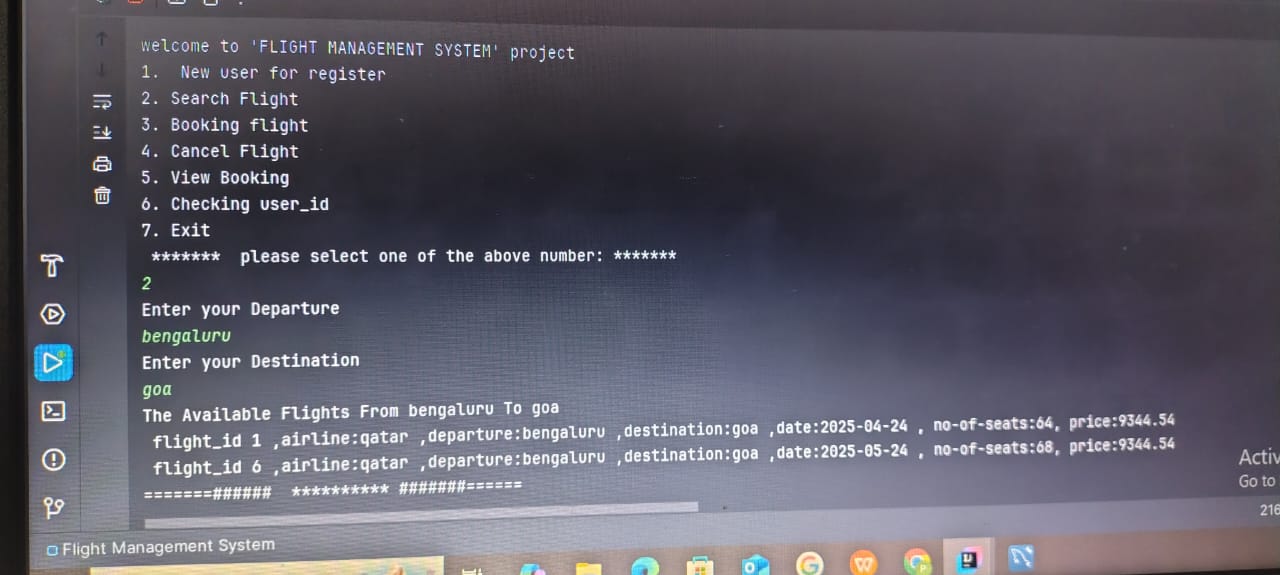 welcome to 'FLIGHT MANAGEMENT SYSTEM' project
1.  New user for register
2. Search Flight
3. Booking flight
4. Cancel Flight
5. View Booking
6. Checking user_id
7. Exit
*******  please select one of the above number: *******
2
Enter your Departure
bengaluru
Enter your Destination
goa
The Available Flights From bengaluru To goa
flight_id 1 ,airline:qatar ,departure:bengaluru ,destination:goa ,date:2025-04-24 , no-of-seats:64, price:9344.54
flight_id 6 ,airline:qatar ,departure:bengaluru ,destination:goa ,date:2025-05-24 , no-of-seats:68, price:9344.54
=======######  ********** #######======
Activ
Go to
216
Flight Management System